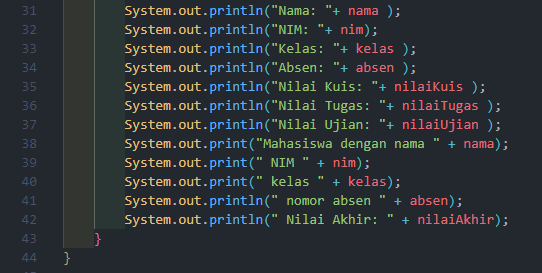 31 System.out.println("Nama: "+ nama );
32 System.out.println("NIM: "+ nim);
33 System.out.println("Kelas: "+ kelas );
34 System.out.println("Absen: "+ absen );
35 System.out.println("Nilai Kuis: "+ nilaiKuis );
36 System.out.println("Nilai Tugas: "+ nilaiTugas );
37 System.out.println("Nilai Ujian: "+ nilaiUjian );
38 System.out.print("Mahasiswa dengan nama " + nama);
39 System.out.print(" NIM " + nim);
40 System.out.print(" kelas " + kelas);
41 System.out.print(" nomor absen " + absen);
42 System.out.println(" Nilai Akhir: " + nilaiAkhir);
43 }
44 }